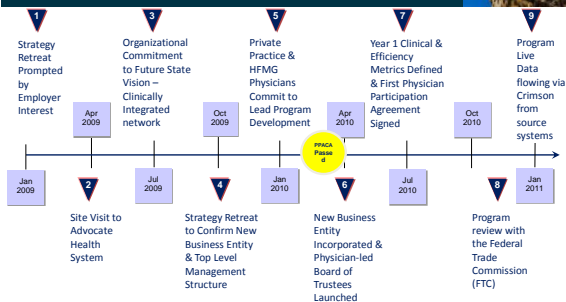 1
Strategy
Retreat
Prompted
by
Employer
Interest
3
Organizational
Commitment
to Future State
Vision –
Clinically
Integrated
network
5
Private
Practice &
HFMG
Physicians
Commit to
Lead Program
Development
7
Year 1 Clinical &
Efficiency
Metrics Defined
& First Physician
Participation
Agreement
Signed
9
Program
Live
Data
flowing via
Crimson
from
source
systems
Apr
2009
Oct
2009
Apr
2010
Oct
2010
PPACA
Passe
d
Jan
2009
Jul
2009
Jan
2010
Jul
2010
Jan
2011
2
Site Visit to
Advocate
Health
System
4
Strategy Retreat
to Confirm New
Business Entity
& Top Level
Management
Structure
6
New Business
Entity
Incorporated &
Physician-led
Board of
Trustees
Launched
8
Program
review with
the Federal
Trade
Commission
(FTC)